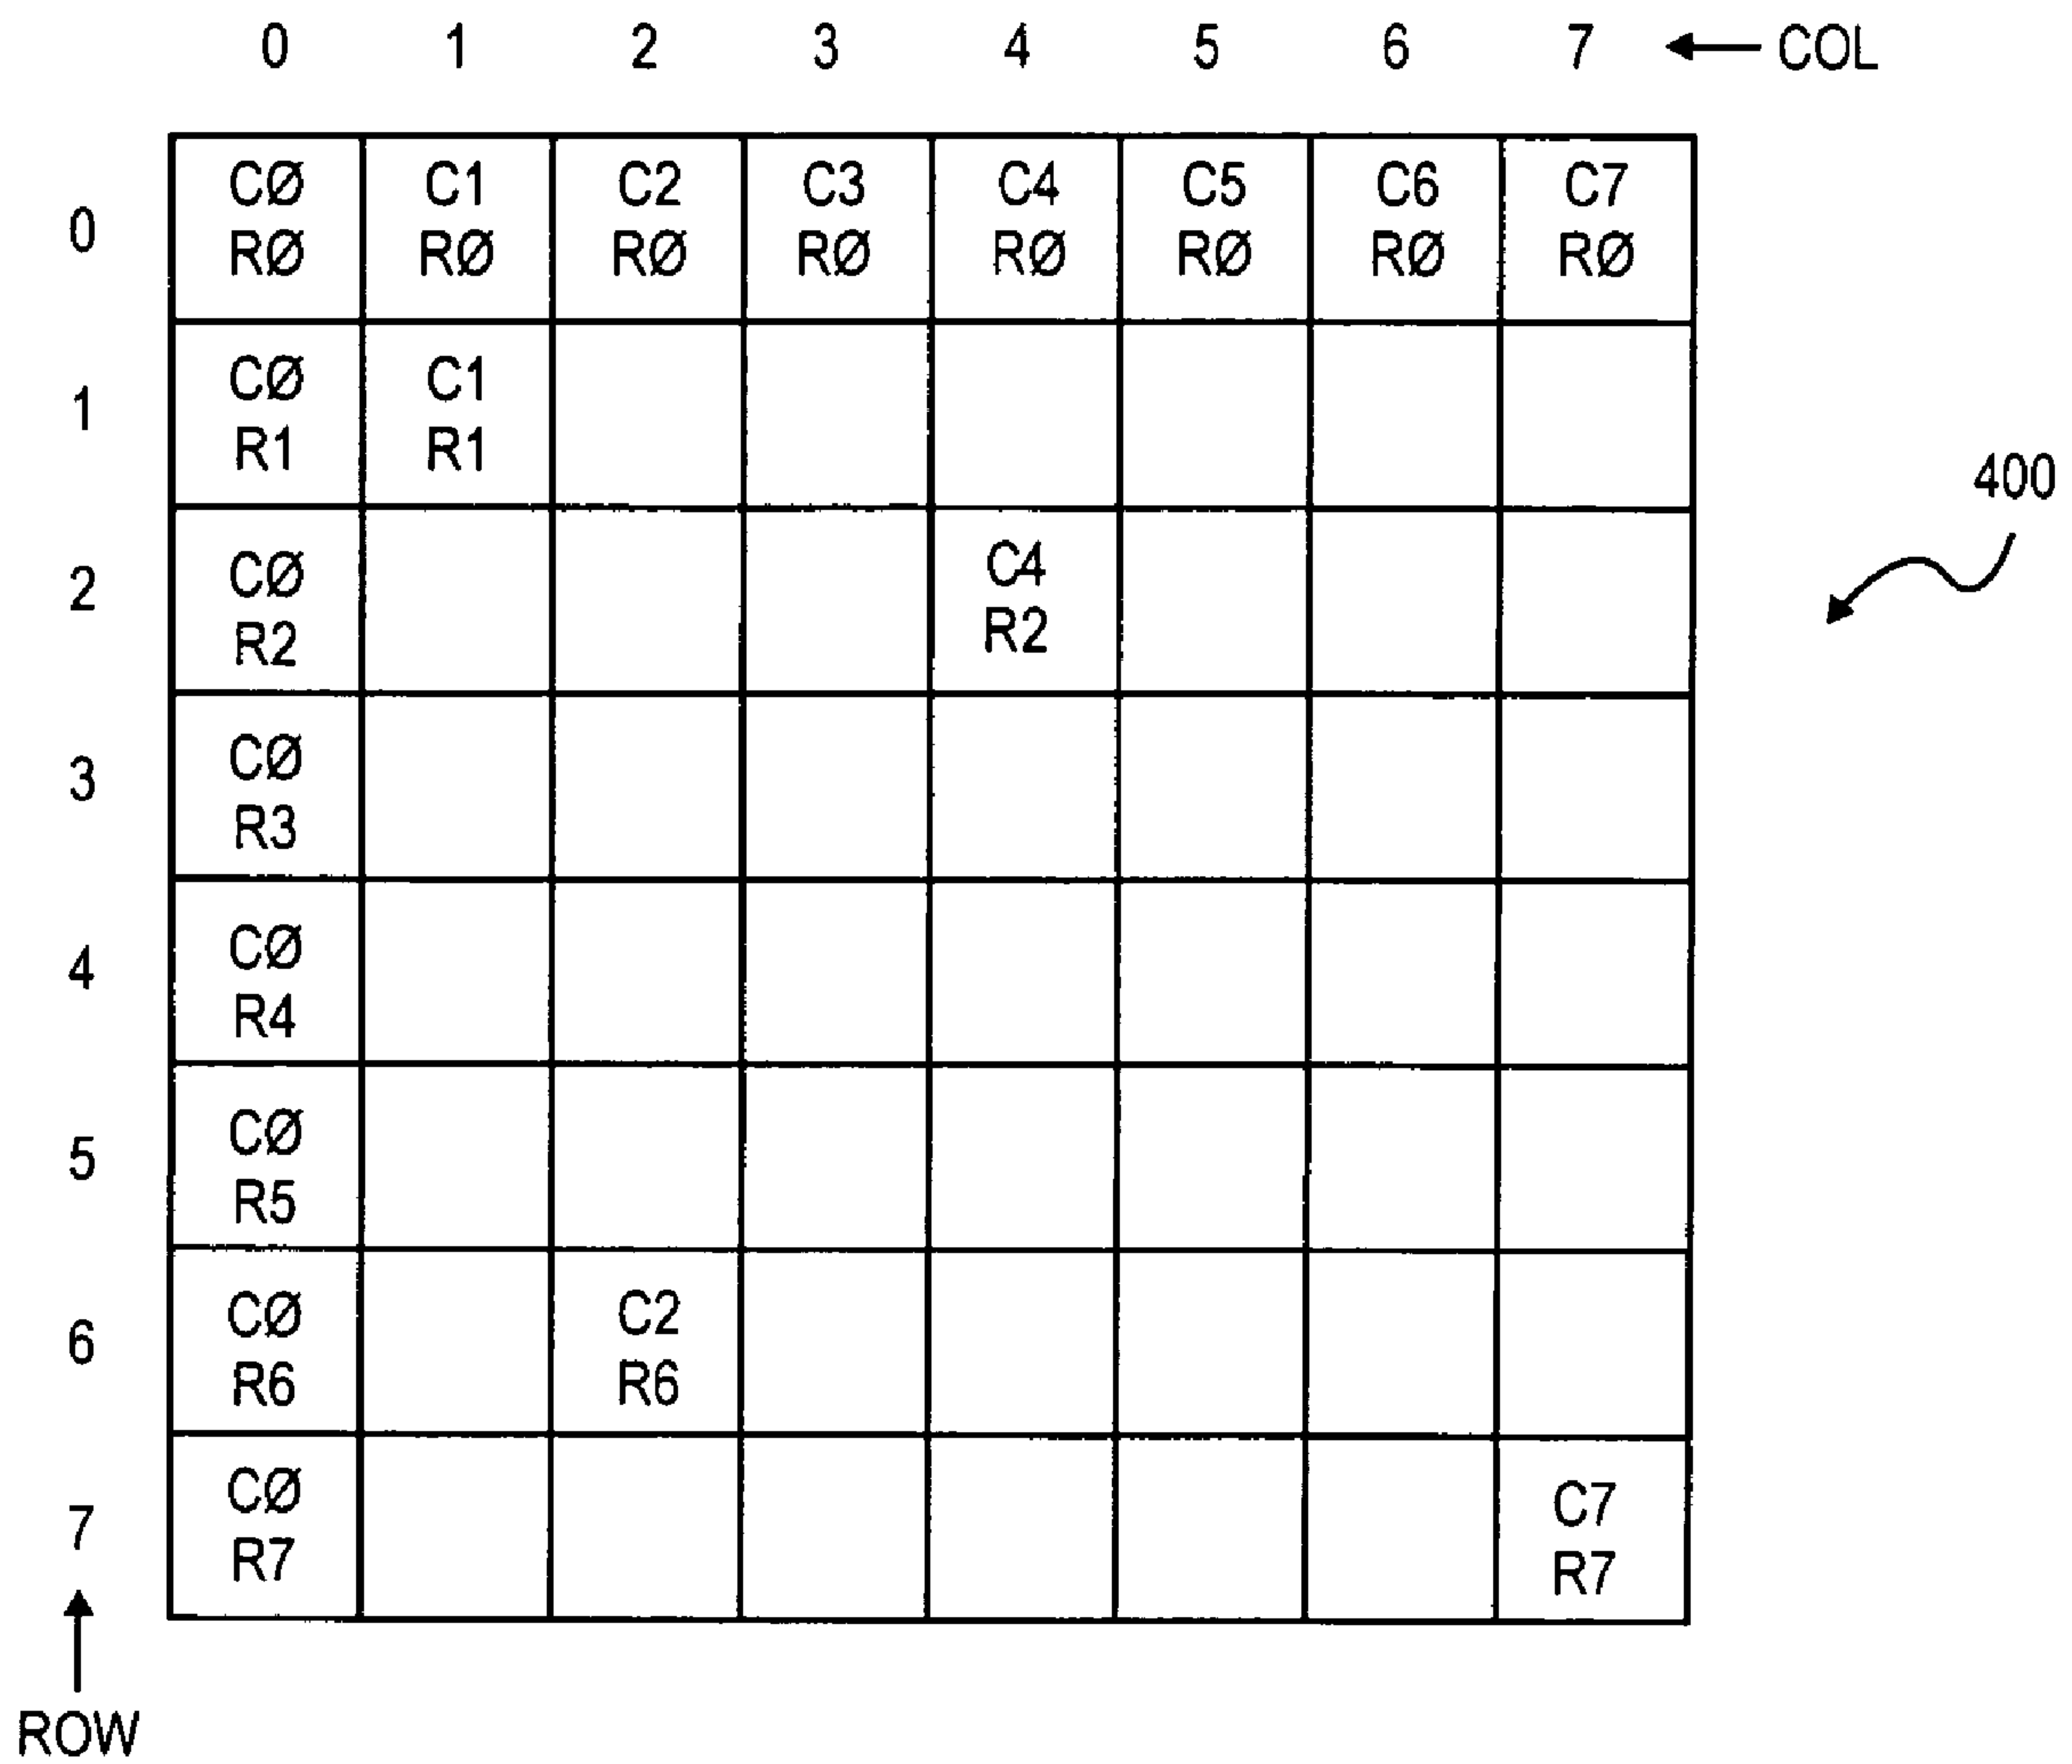 0 1 2 3 4 5 6 7 COL
CØ C1 C2 C3 C4 C5 C6 C7
0
RØ RØ RØ RØ RØ RØ RØ RØ
CØ C1
1
R1 R1
400
CØ C4
2
R2 R2
CØ
3
R3
CØ
4
R4
CØ
5
R5
CØ C2
6
R6 R6
CØ C7
7
R7 R7
ROW